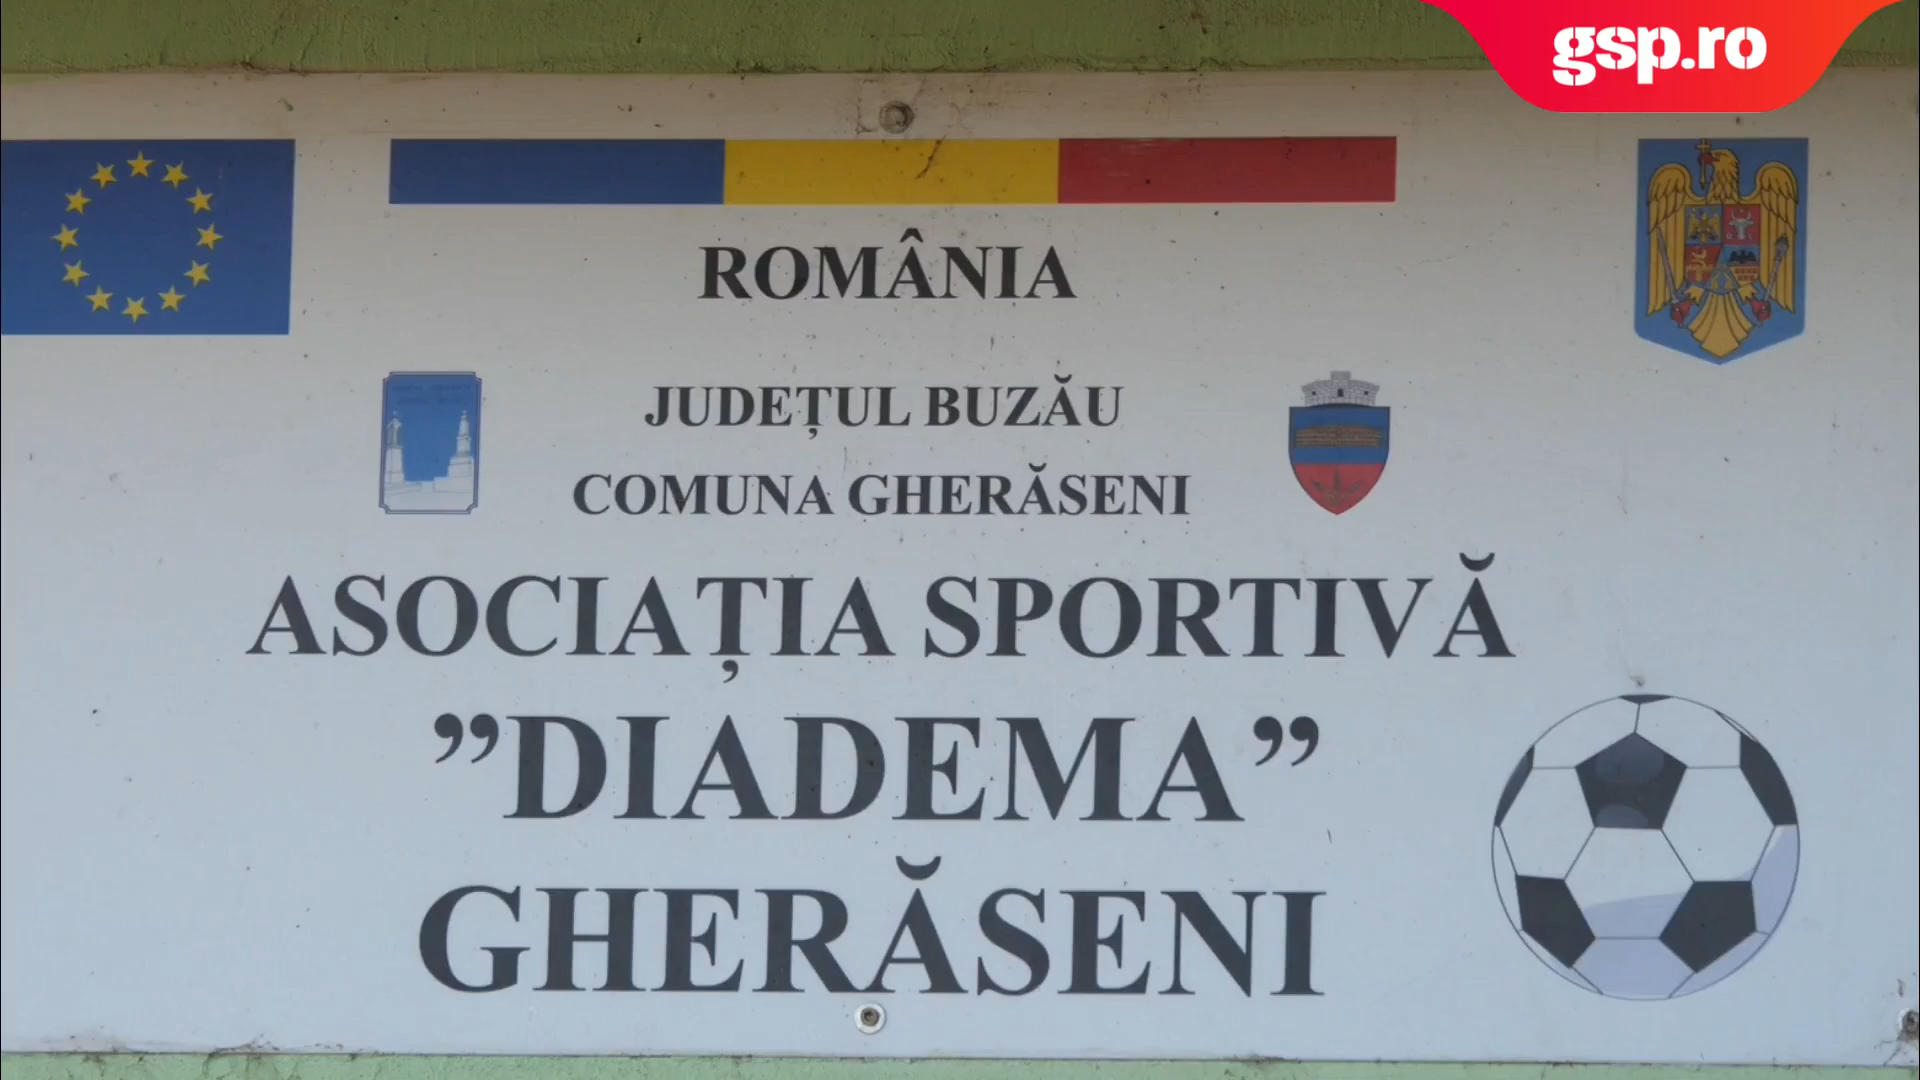 gsp.ro
ROMÂNIA
JUDEȚUL BUZĂU
COMUNA GHERĂSENI
ASOCIAȚIA SPORTIVĂ
”DIADEMA”
GHERĂSENI